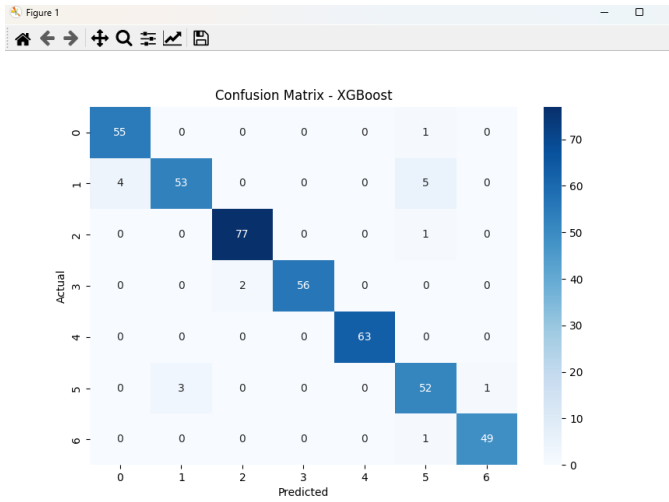 Figure 1
Confusion Matrix - XGBoost
0 55 0 0 0 0 1 0
1 4 53 0 0 0 5 0
2 0 0 77 0 0 1 0
3 0 0 2 56 0 0 0
4 0 0 0 0 63 0 0
5 0 3 0 0 0 52 1
6 0 0 0 0 0 1 49
0 1 2 3 4 5 6
Actual
Predicted
70
60
50
40
30
20
10
0